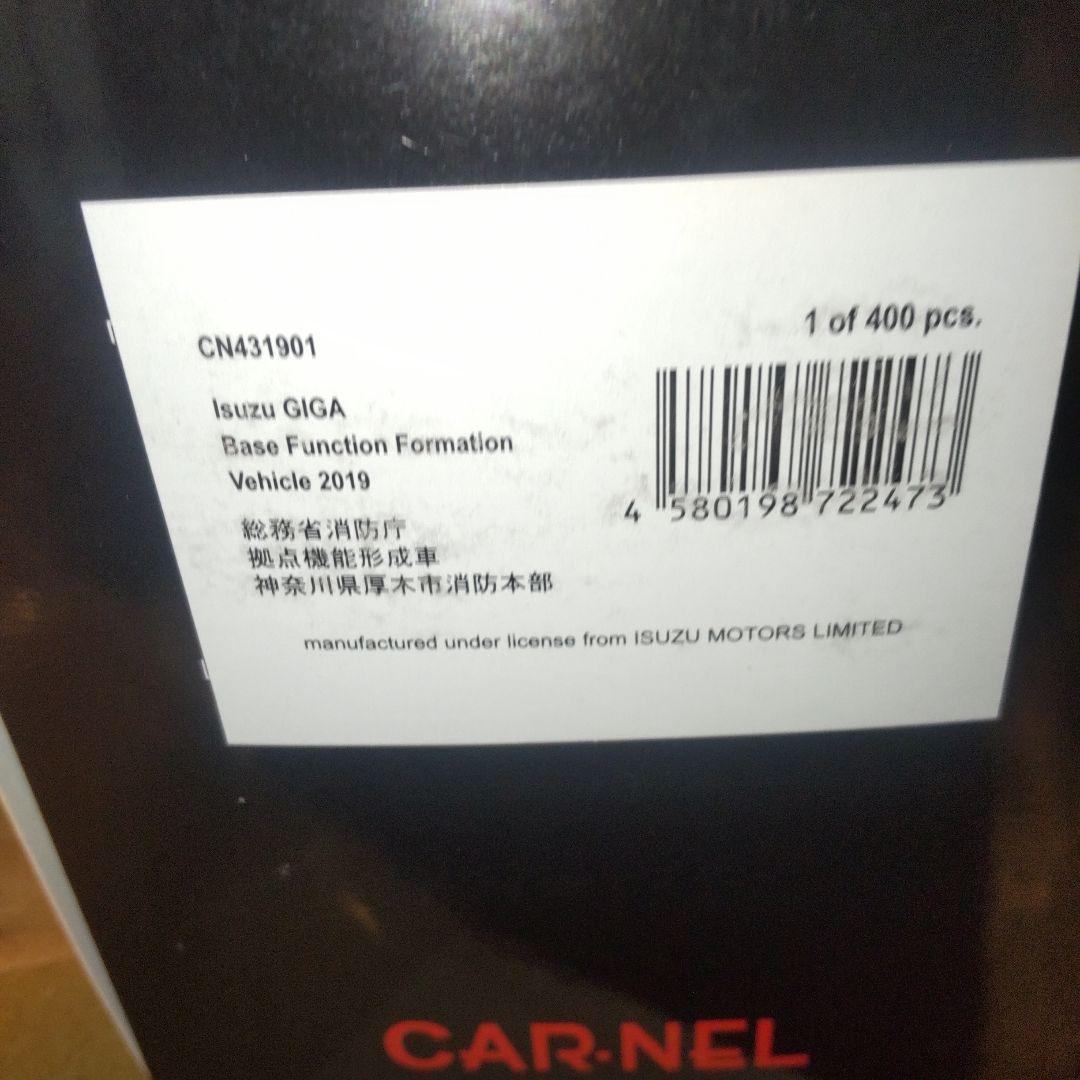 CN431901
1 of 400 pcs.
Isuzu GIGA
Base Function Formation
Vehicle 2019
4 580198 722473
総務省消防庁
拠点機能形成車
神奈川県厚木市消防本部
manufactured under license from ISUZU MOTORS LIMITED
CAR·NEL